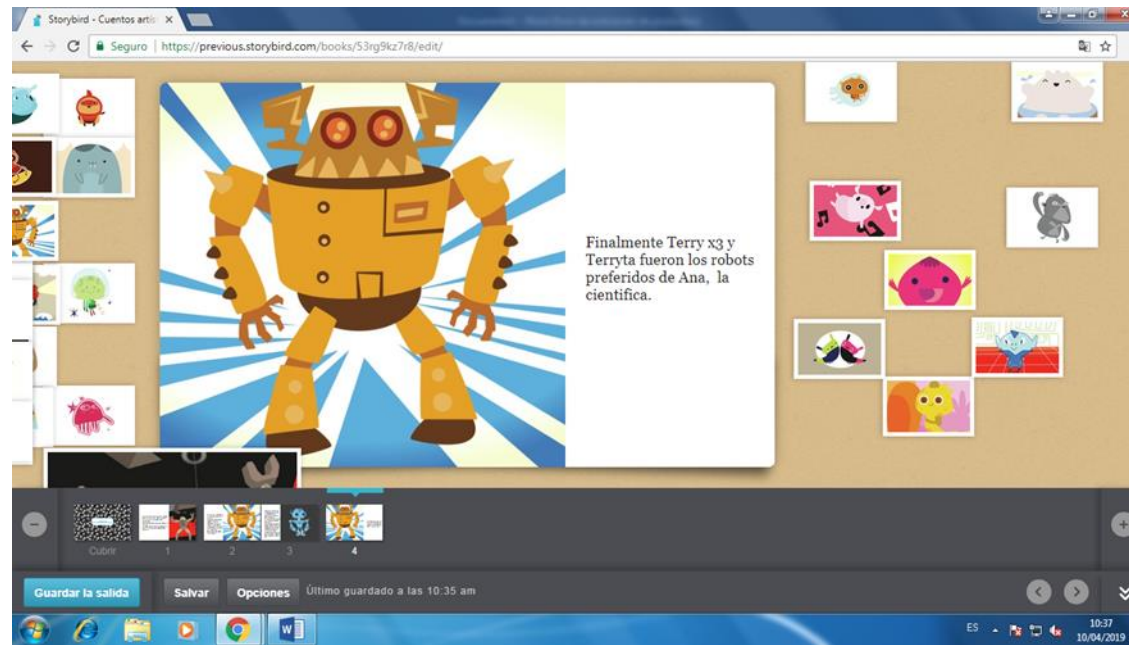 Storybird - Cuentos artís
Seguro | https://previous.storybird.com/books/53rg9kz7r8/edit/
Finalmente Terry x3 y
Terryta fueron los robots
preferidos de Ana, la
cientifica.
Cubrir
1
2
3
4
Guardar la salida
Salvar
Opciones
Último guardado a las 10:35 am
ES
10:37
10/04/2019